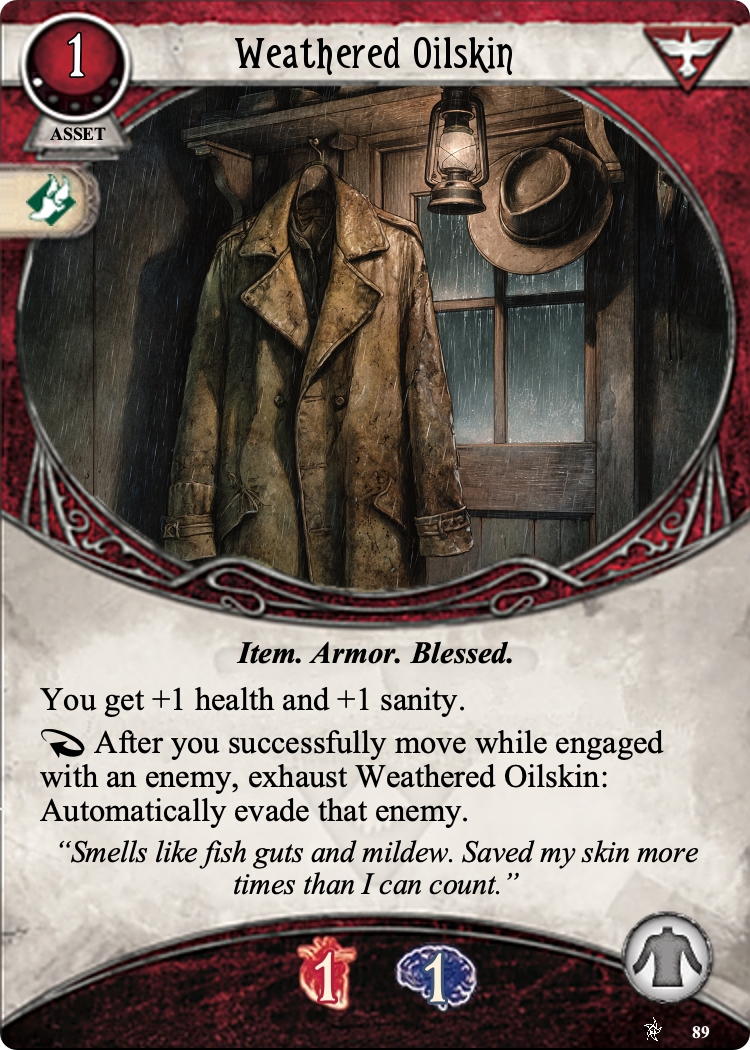 1
Weathered Oilskin
ASSET
Item. Armor. Blessed.
You get +1 health and +1 sanity.
After you successfully move while engaged
with an enemy, exhaust Weathered Oilskin:
Automatically evade that enemy.
“Smells like fish guts and mildew. Saved my skin more
times than I can count.”
1 1
89